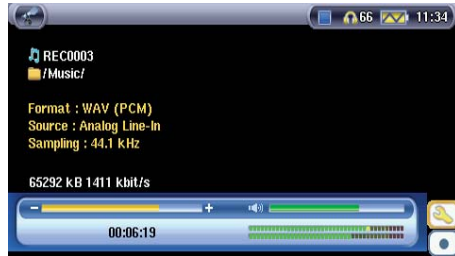 66 11:34
REC0003
/Music/
Format : WAV (PCM)
Source : Analog Line-In
Sampling : 44.1 kHz
65292 kB 1411 kbit/s
- +
00:06:19